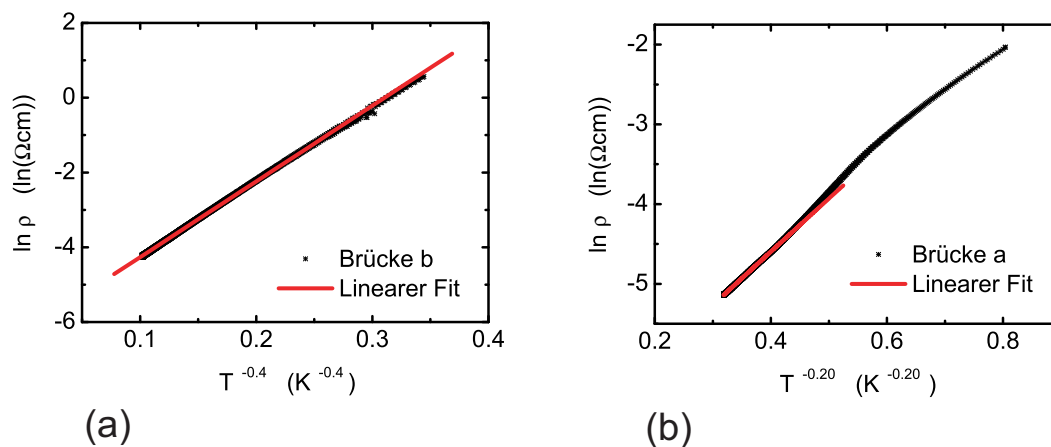 2
0
-2
-4
-6
ln ρ (ln(Ωcm))
Brücke b
Linearer Fit
0.1 0.2 0.3 0.4
T -0.4 (K -0.4)
(a)
-2
-3
-4
-5
ln ρ (ln(Ωcm))
Brücke a
Linearer Fit
0.2 0.4 0.6 0.8
T -0.20 (K -0.20)
(b)